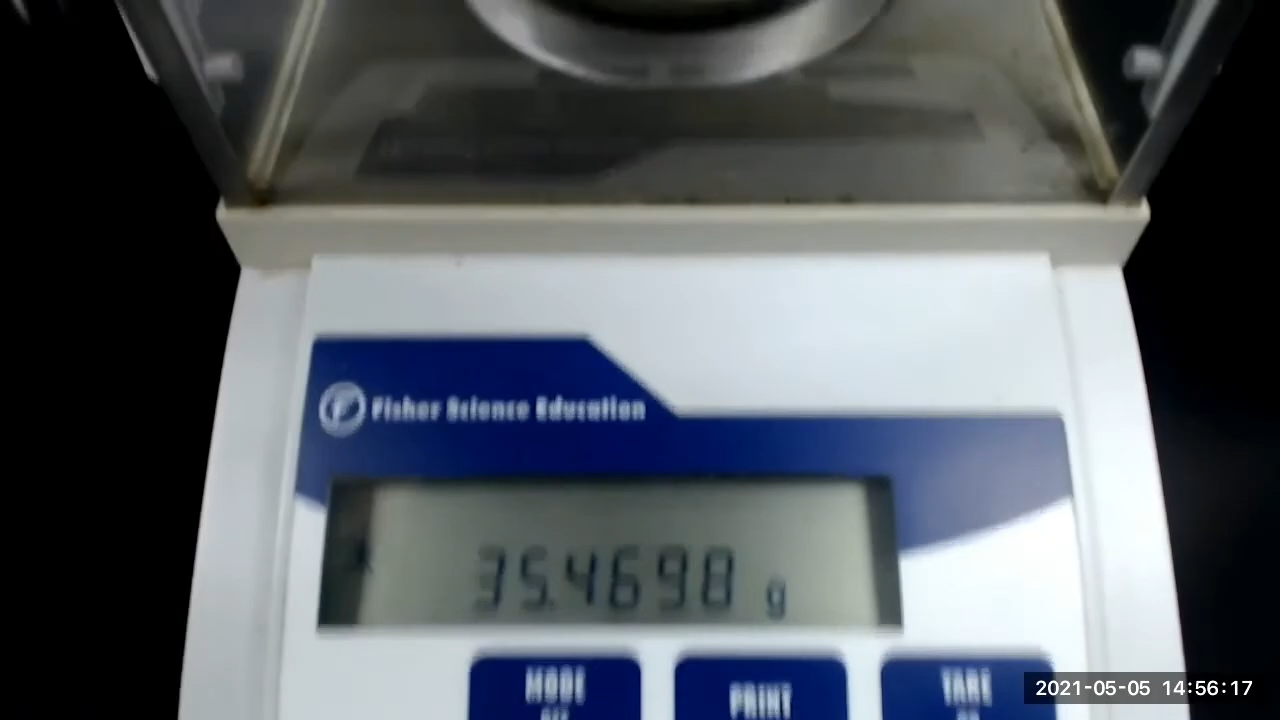 Fisher Science Education
35.4698 g
MODE
PRINT
TARE
2021-05-05 14:56:17